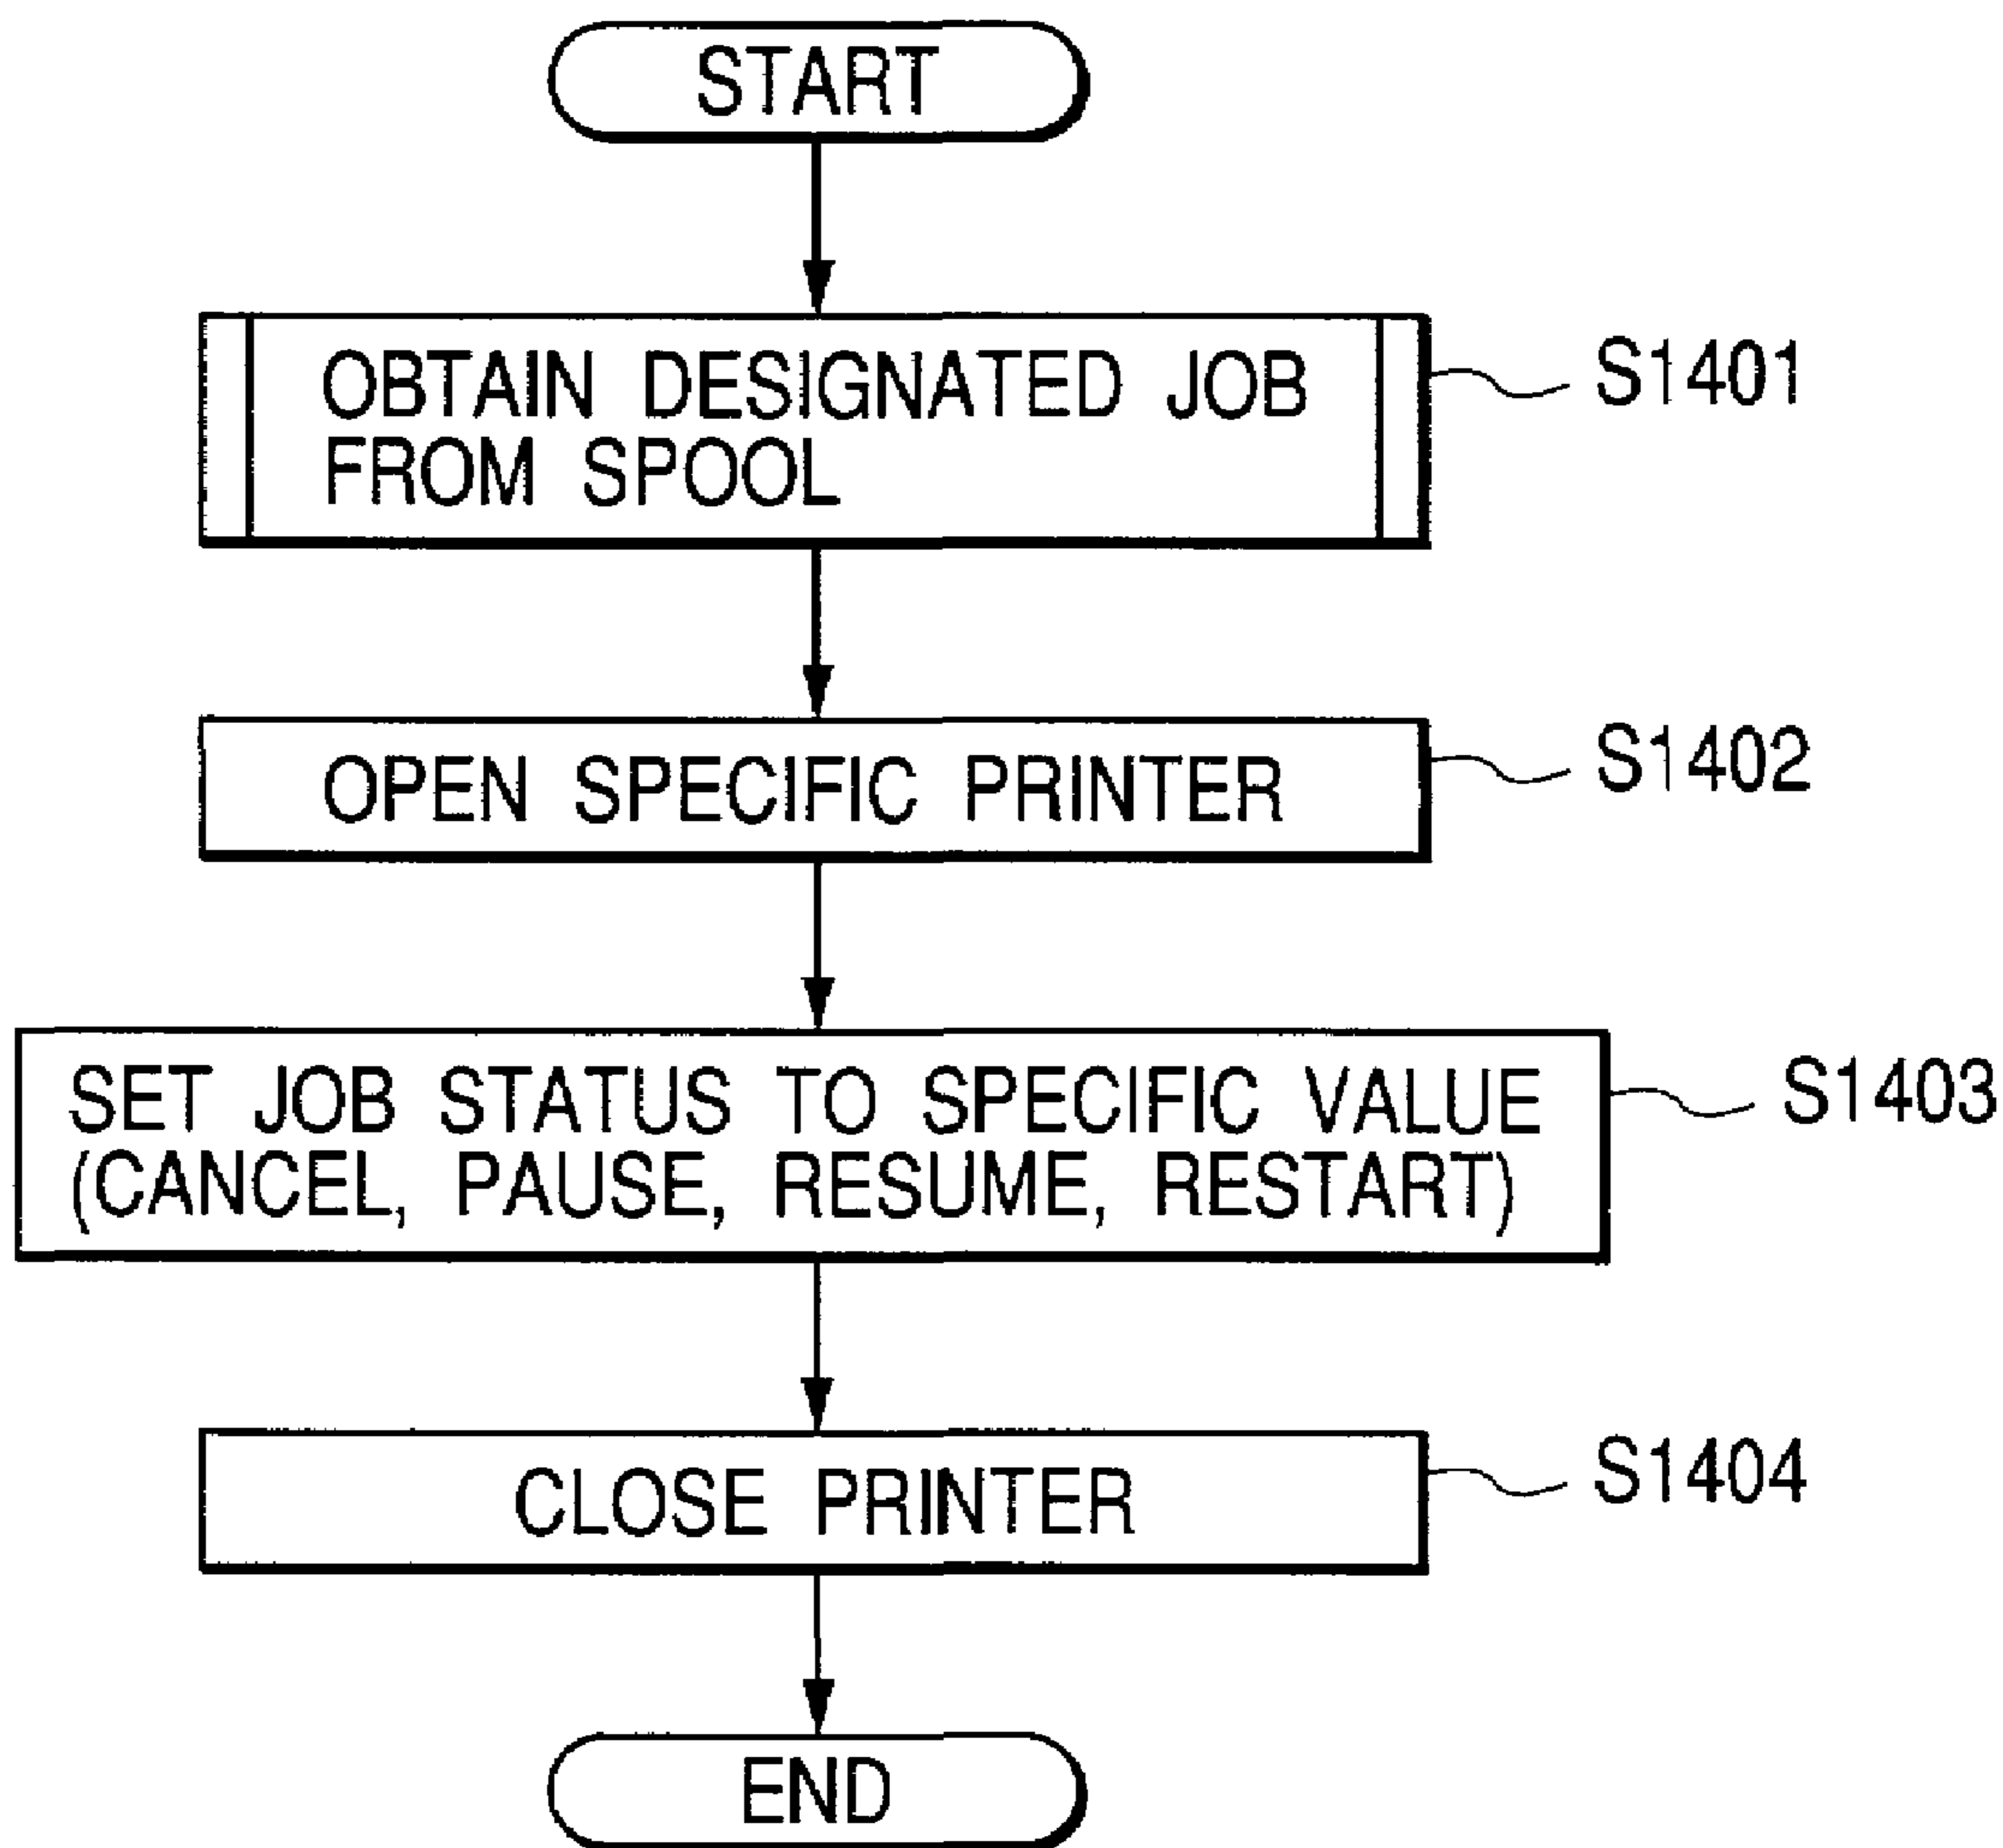 START
OBTAIN DESIGNATED JOB
FROM SPOOL
S1401
OPEN SPECIFIC PRINTER
S1402
SET JOB STATUS TO SPECIFIC VALUE
(CANCEL, PAUSE, RESUME, RESTART)
S1403
CLOSE PRINTER
S1404
END